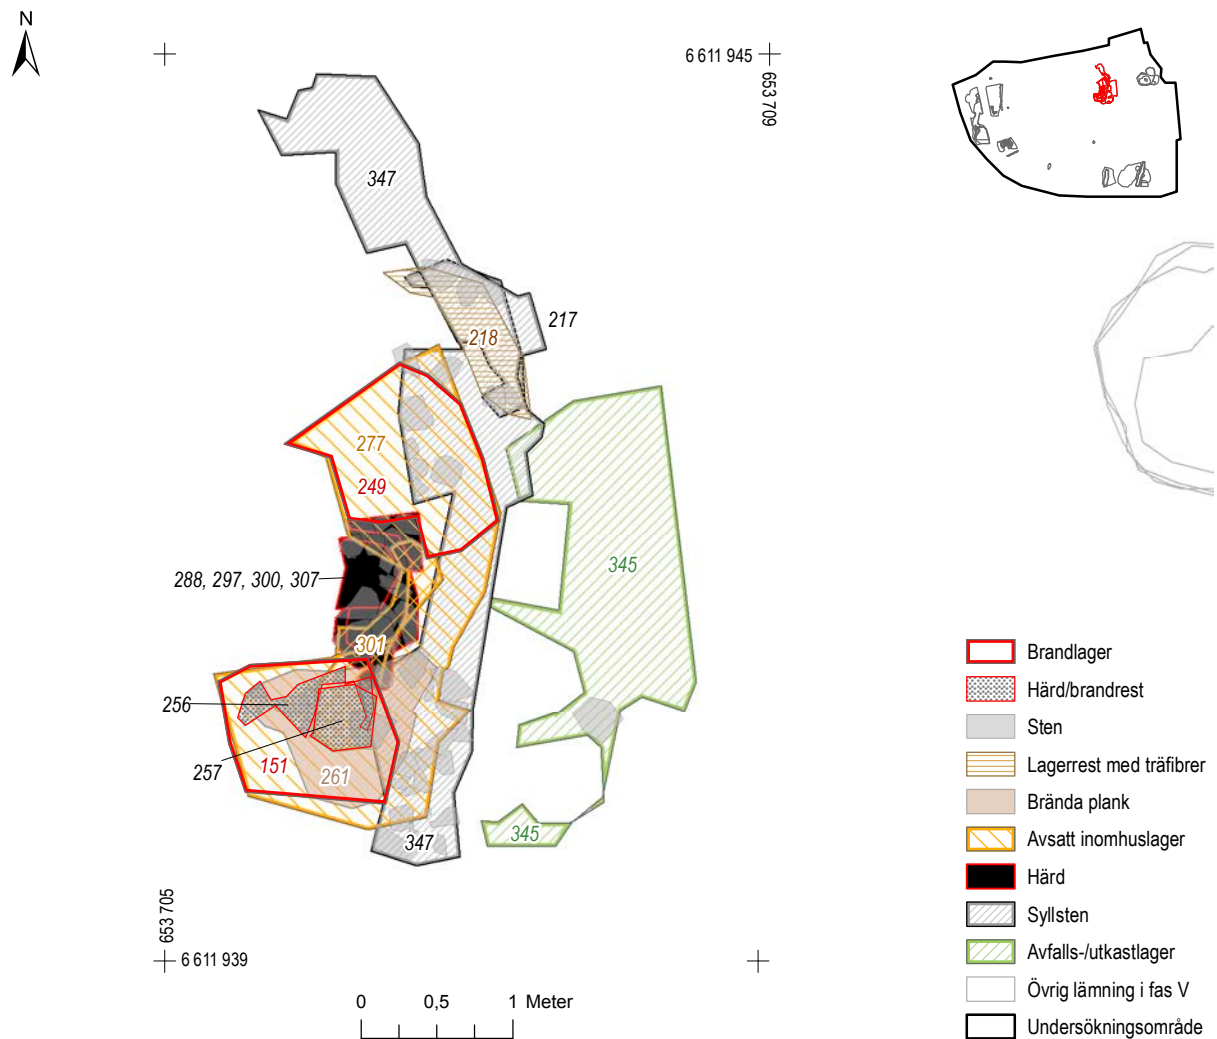 N
6 611 945
653 709
347
217
218
277
249
345
288, 297, 300, 307
301
256
257
151
261
345
347
653 705
6 611 939
0 0,5 1 Meter
Brandlager
Härd/brandrest
Sten
Lagerrest med träfibrer
Brända plank
Avsatt inomhuslager
Härd
Syllsten
Avfalls-/utkastlager
Övrig lämning i fas V
Undersökningsområde